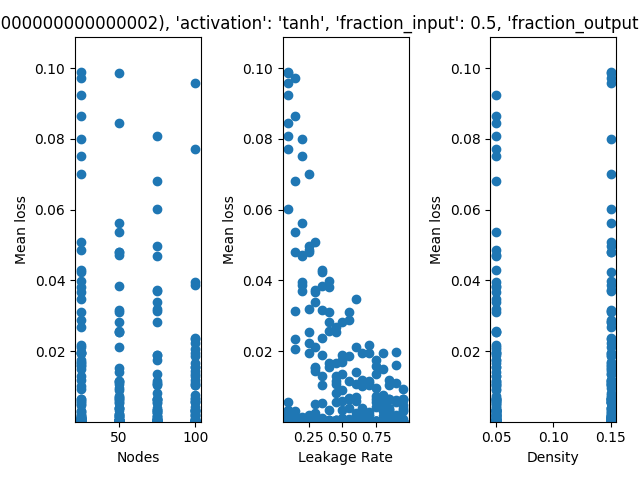 000000000000002), 'activation': 'tanh', 'fraction_input': 0.5, 'fraction_output
0.10 0.10 0.10
0.08 0.08 0.08
0.06 0.06 0.06
0.04 0.04 0.04
0.02 0.02 0.02
Mean loss Mean loss Mean loss
50 100 0.25 0.50 0.75 0.05 0.10 0.15
Nodes Leakage Rate Density